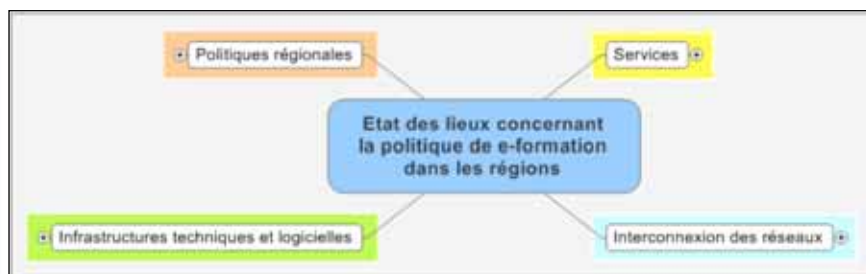 Politiques régionales
Services
Etat des lieux concernant
la politique de e-formation
dans les régions
Infrastructures techniques et logicielles
Interconnexion des réseaux